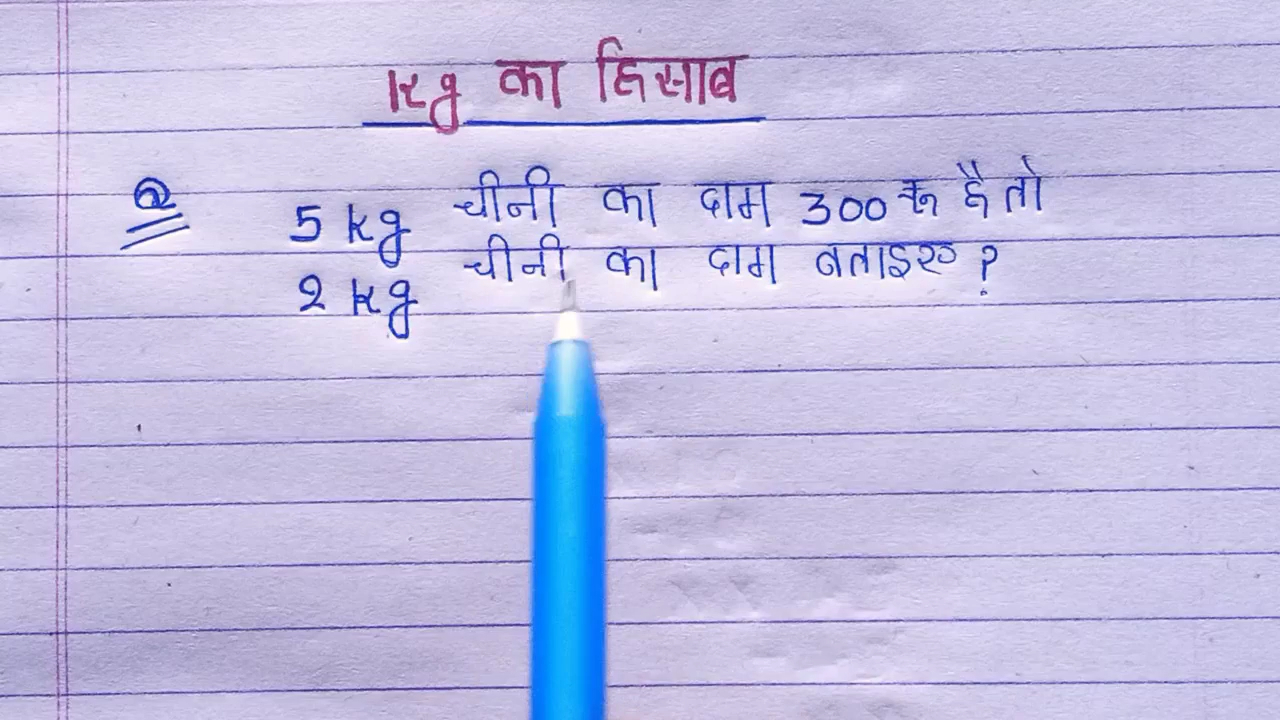 kg का हिसाब
Q 5 kg चीनी का दाम 300 रू है तो
2 kg चीनी का दाम बताइए ?